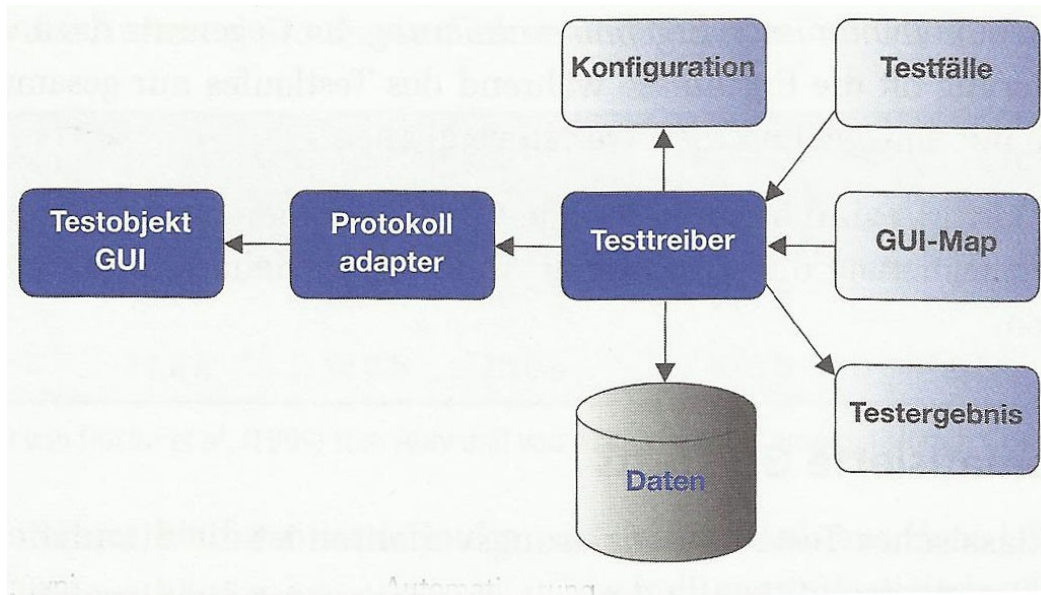 Konfiguration
Testfälle
Testobjekt
GUI
Protokoll
adapter
Testtreiber
GUI-Map
Testergebnis
Daten